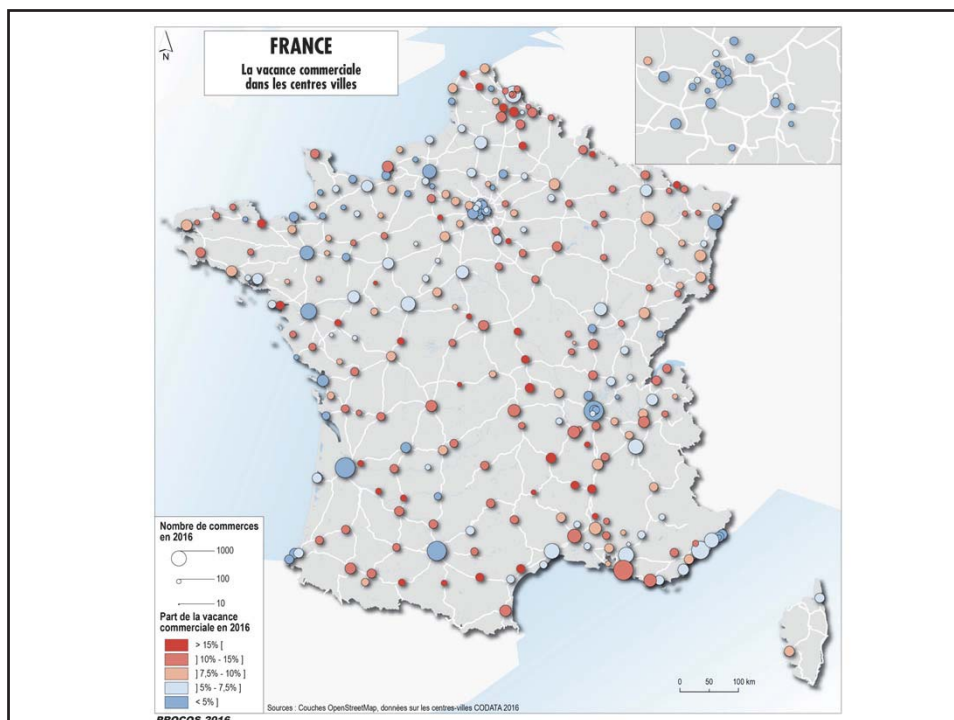 FRANCE
La vacance commerciale
dans les centres villes
N
Nombre de commerces
en 2016
1000
100
10
Part de la vacance
commerciale en 2016
> 15% [
] 10% - 15% ]
] 7,5% - 10% ]
] 5% - 7,5% ]
< 5% ]
0 50 100 km
Sources : Couches OpenStreetMap, données sur les centres-villes CODATA 2016
PROCOS 2016